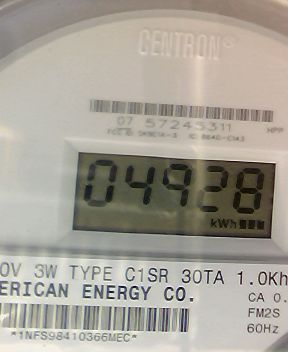 CENTRON®
07 57245311
HPP
04928
kWh
0V 3W TYPE C1SR 30TA 1.0Kh
ERICAN ENERGY CO.
CA 0.
FM2S
60Hz
*1NFS98410366MEC*